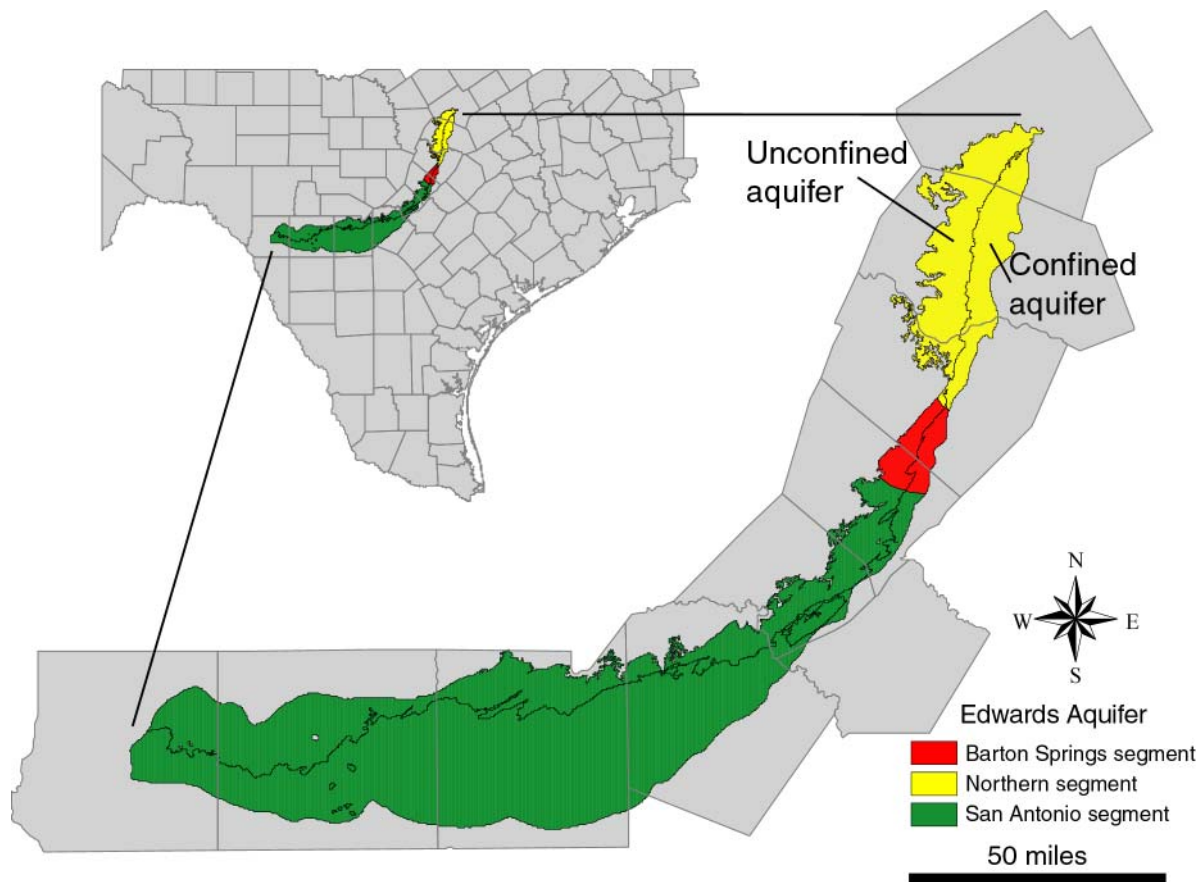 Unconfined
aquifer
Confined
aquifer
N
W
E
S
Edwards Aquifer
Barton Springs segment
Northern segment
San Antonio segment
50 miles